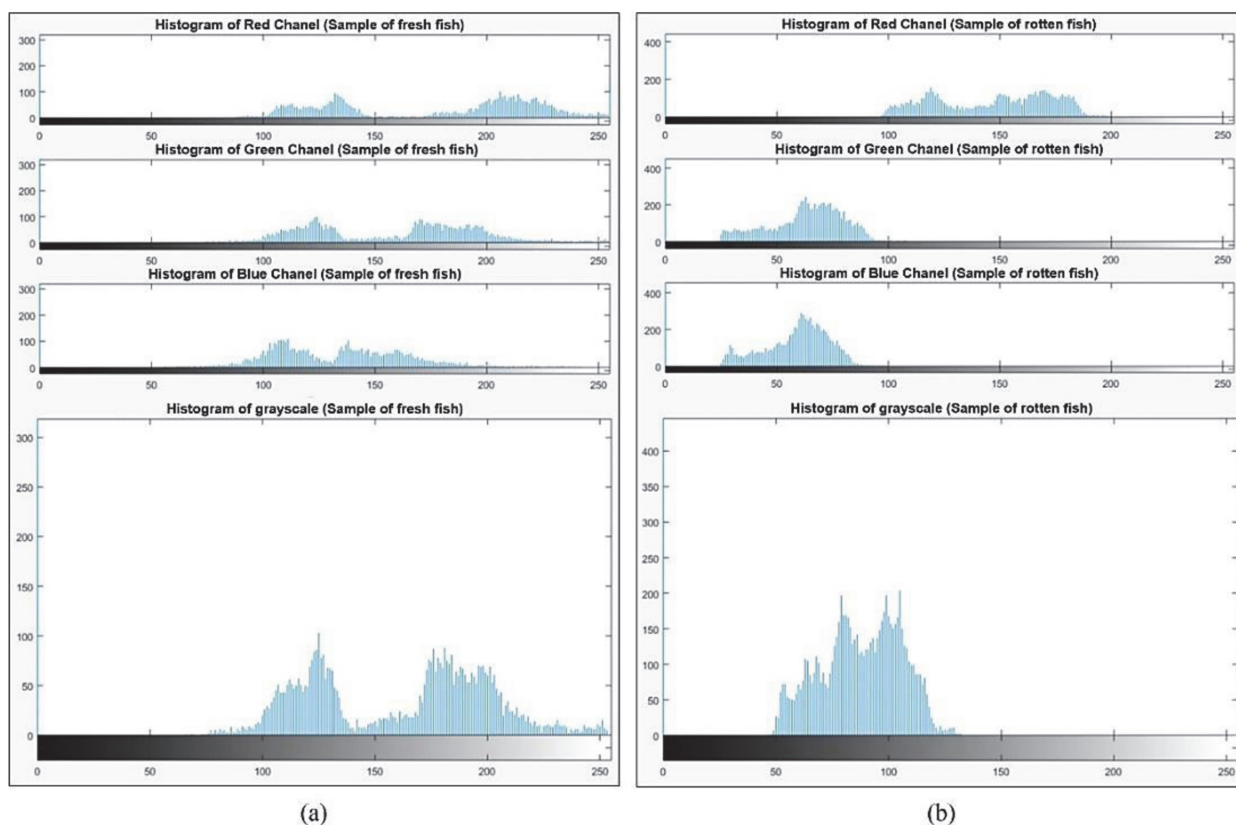 Histogram of Red Chanel (Sample of fresh fish)
300
200
100
0
0 50 100 150 200 250
Histogram of Green Chanel (Sample of fresh fish)
300
200
100
0
0 50 100 150 200 250
Histogram of Blue Chanel (Sample of fresh fish)
300
200
100
0
0 50 100 150 200 250
Histogram of grayscale (Sample of fresh fish)
300
250
200
150
100
50
0
0 50 100 150 200 250
(a)
Histogram of Red Chanel (Sample of rotten fish)
400
200
0
0 50 100 150 200 250
Histogram of Green Chanel (Sample of rotten fish)
400
200
0
0 50 100 150 200 250
Histogram of Blue Chanel (Sample of rotten fish)
400
200
0
0 50 100 150 200 250
Histogram of grayscale (Sample of rotten fish)
400
350
300
250
200
150
100
50
0
0 50 100 150 200 250
(b)